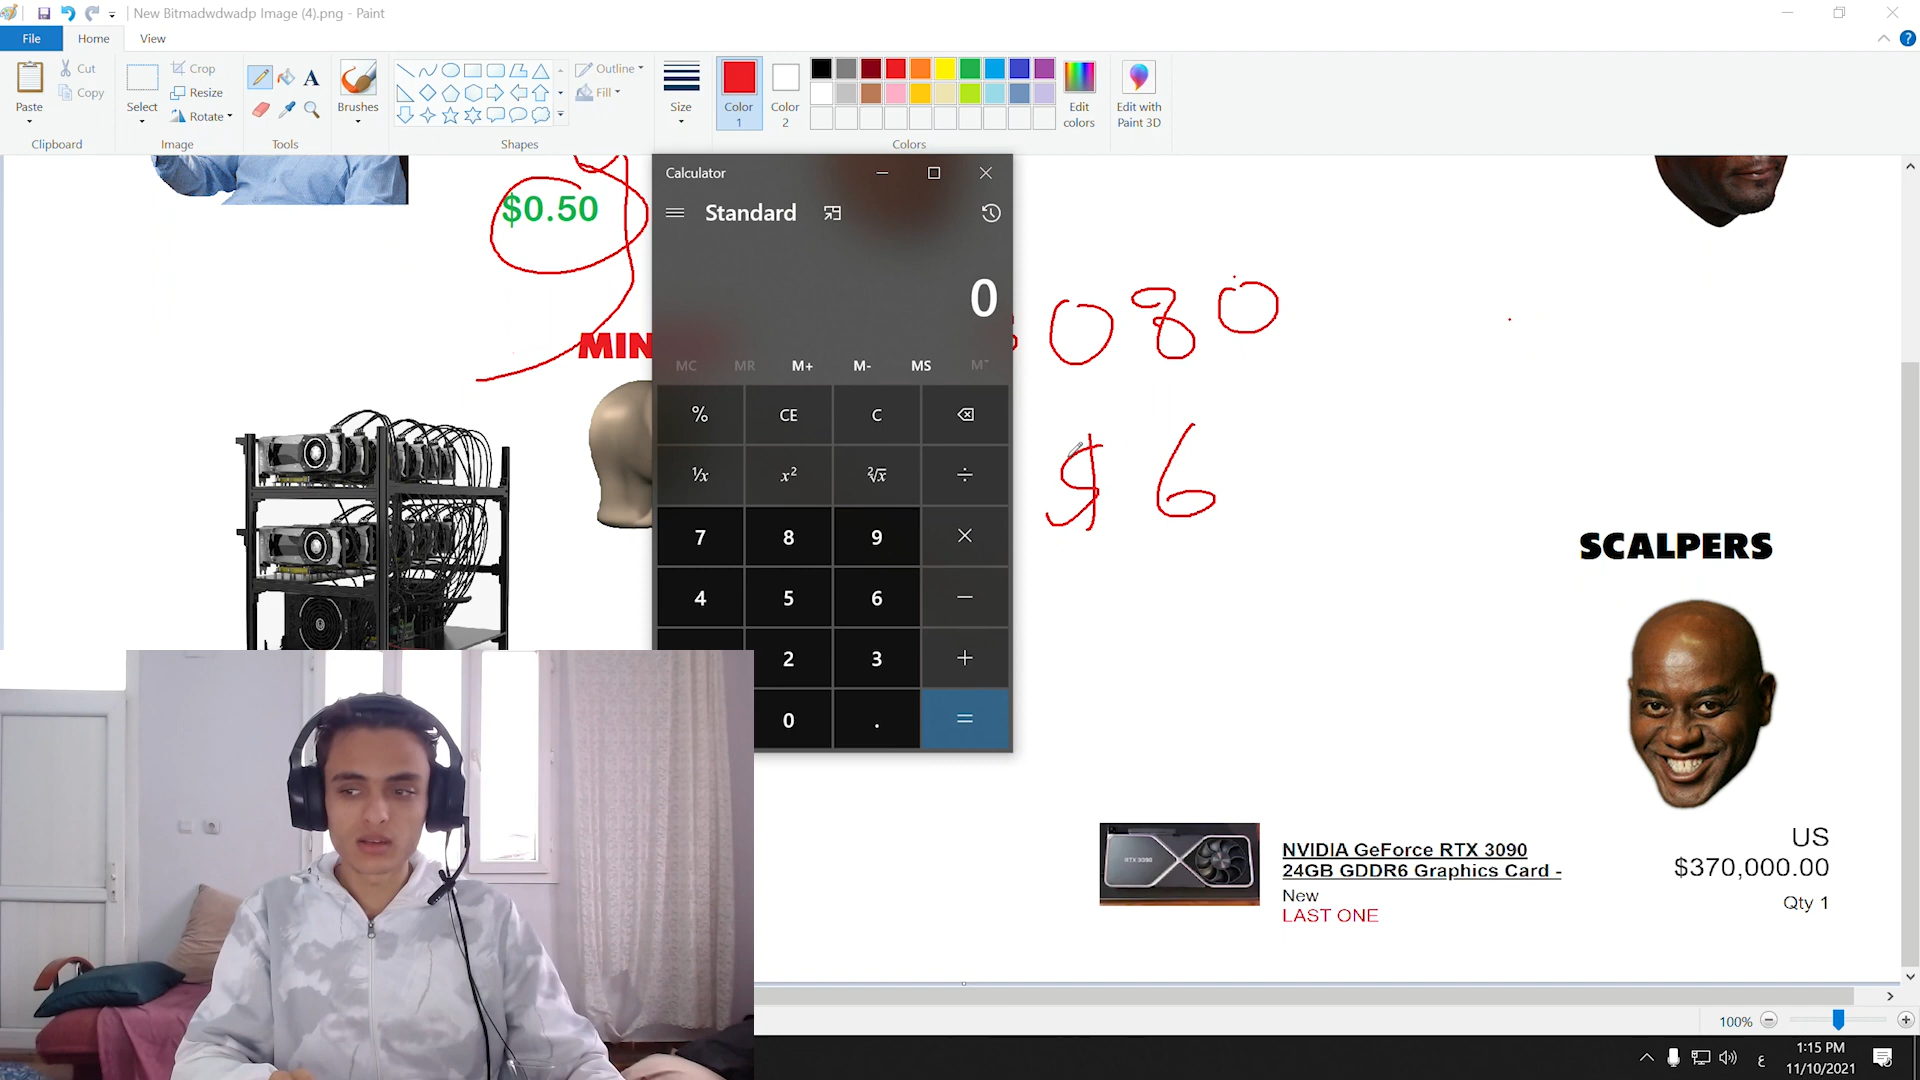 New Bitmadwdwadp Image (4).png - Paint
File Home View
Paste
Cut
Copy
Clipboard
Select
Crop
Resize
Rotate
Image
A
Tools
Brushes
Shapes
Outline
Fill
Size
Color 1
Color 2
Edit colors
Colors
Edit with Paint 3D
$0.50
MIN
Calculator
Standard
0
MC MR M+ M- MS M
% CE C
1/x x² ²√x ÷
7 8 9 ×
4 5 6 −
2 3 +
0 . =
080
$6
SCALPERS
RTX 3090
NVIDIA GeForce RTX 3090
24GB GDDR6 Graphics Card -
New
LAST ONE
US
$370,000.00
Qty 1
100%
ع
1:15 PM
11/10/2021